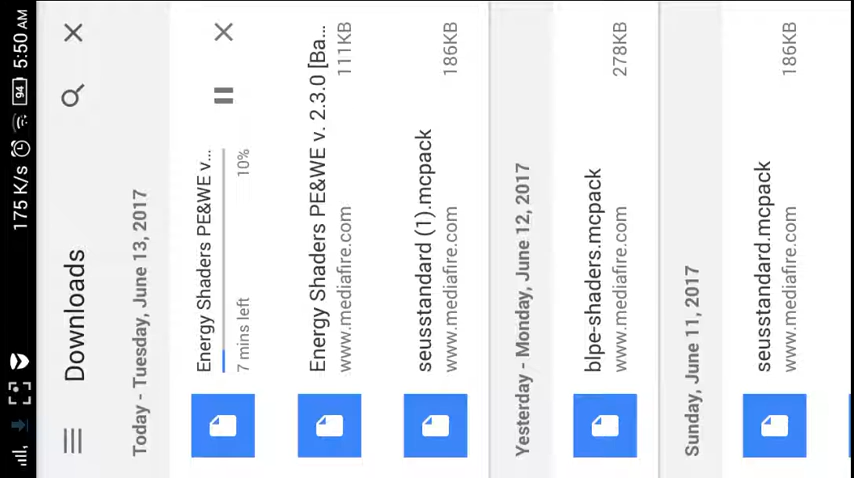 175 K/s 94 5:50 AM
Downloads
Today - Tuesday, June 13, 2017
Energy Shaders PE&WE v...
7 mins left 10%
Energy Shaders PE&WE v. 2.3.0 [Ba...
www.mediafire.com 111KB
seusstandard (1).mcpack
www.mediafire.com 186KB
Yesterday - Monday, June 12, 2017
blpe-shaders.mcpack
www.mediafire.com 278KB
Sunday, June 11, 2017
seusstandard.mcpack
www.mediafire.com 186KB